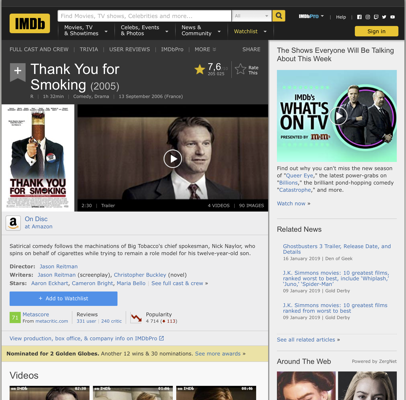 IMDb
Find Movies, TV shows, Celebrities and more...
All
IMDbPro
Help
Movies, TV
& Showtimes
Celebs, Events
& Photos
News &
Community
Watchlist
Sign in
FULL CAST AND CREW | TRIVIA | USER REVIEWS | IMDbPro | MORE
SHARE
Thank You for
Smoking (2005)
7,6
Rate
This
1h 32min | Comedy, Drama | 13 September 2006 (France)
THANK YOU
FOR SMOKING
2:30 | Trailer
4 VIDEOS | 90 IMAGES
On Disc
at Amazon
Satirical comedy follows the machinations of Big Tobacco's chief spokesman, Nick Naylor, who
spins on behalf of cigarettes while trying to remain a role model for his twelve-year-old son.
Director: Jason Reitman
Writers: Jason Reitman (screenplay), Christopher Buckley (novel)
Stars: Aaron Eckhart, Cameron Bright, Maria Bello | See full cast & crew »
+ Add to Watchlist
71
Metascore
From metacritic.com
Reviews
331 user | 240 critic
Popularity
4 714 (113)
View production, box office, & company info on IMDbPro
Nominated for 2 Golden Globes. Another 12 wins & 30 nominations. See more awards »
Videos
The Shows Everyone Will Be Talking
About This Week
IMDb's
WHAT'S
ON TV
PRESENTED BY m&m's
Find out why you can't miss the new season
of "Queer Eye," the latest power-grabs on
"Billions," the brilliant pond-hopping comedy
"Catastrophe," and more.
Watch now »
Related News
Ghostbusters 3 Trailer, Release Date, and
Details
16 January 2019 | Den of Geek
J.K. Simmons movies: 10 greatest films,
ranked worst to best, include 'Whiplash,'
'Juno,' 'Spider-Man'
09 January 2019 | Gold Derby
J.K. Simmons movies: 10 greatest films
ranked from worst to best
09 January 2019 | Gold Derby
See all related articles »
Around The Web
Powered by ZergNet